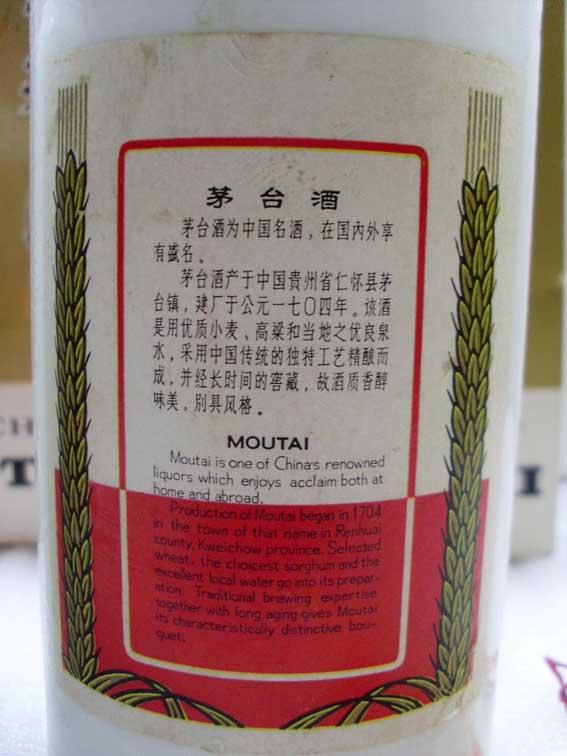 茅台酒
茅台酒为中国名酒，在国内外享
有盛名。
茅台酒产于中国贵州省仁怀县茅
台镇，建厂于公元一七〇四年。该酒
是用优质小麦、高粱和当地之优良泉
水，采用中国传统的独特工艺精酿而
成，并经长时间的窖藏，故酒质香醇
味美，别具风格。
MOUTAI
Moutai is one of China's renowned
liquors which enjoys acclaim both at
home and abroad.
Production of Moutai began in 1704
in the town of that name in Renhuai
county, Kweichow province. Selected
wheat, the choicest sorghum and the
excellent local water go into its prepar-
ation. Traditional brewing expertise
together with long aging gives Moutai
its characteristically distinctive bou-
quet.